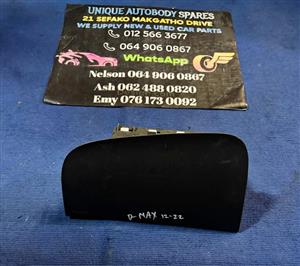 UNIQUE AUTOBODY SPARES
21 SEFAKO MAKGATHO DRIVE
WE SUPPLY NEW & USED CAR PARTS
012 566 3677
064 906 0867
WhatsApp
Nelson 064 906 0867
Ash 062 488 0820
Emy 076 173 0092
D-MAX 12-22